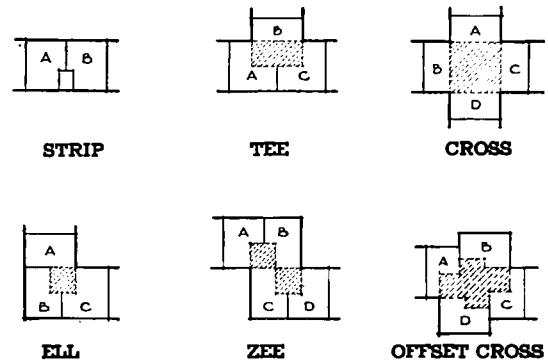 A B
STRIP
B
A C
TEE
A
B C
D
CROSS
A
B C
ELL
A B
C D
ZEE
B
A
C
D
OFFSET CROSS